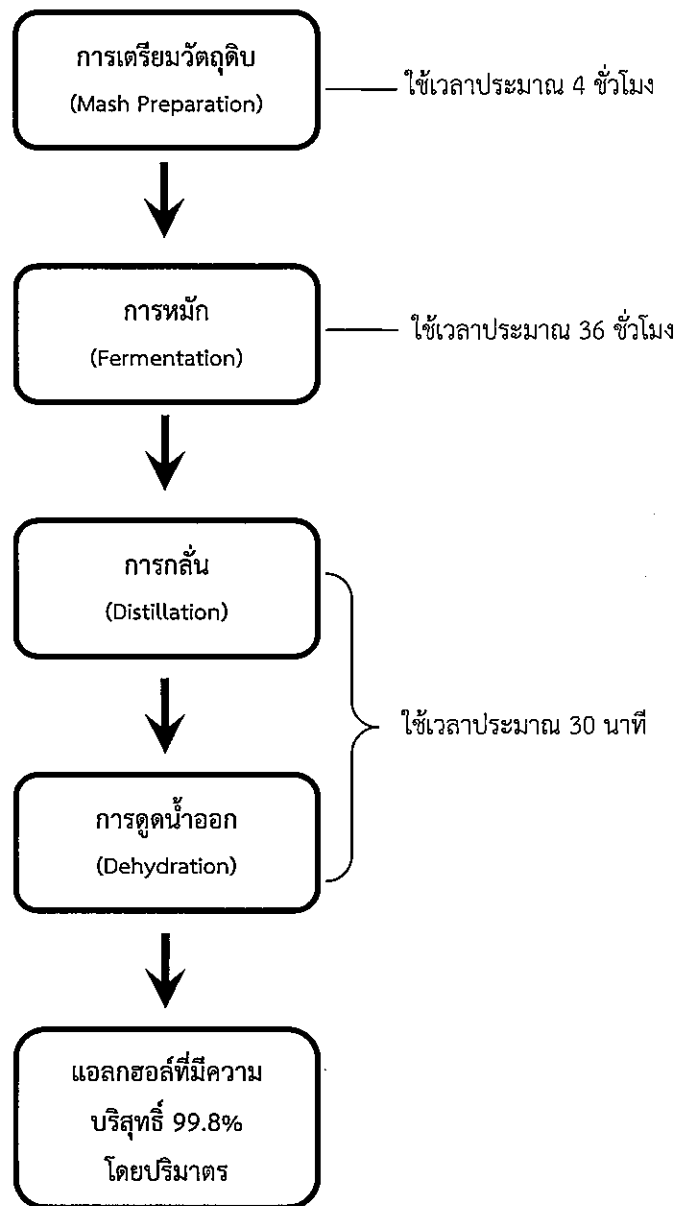 การเตรียมวัตถุดิบ
(Mash Preparation)
ใช้เวลาประมาณ 4 ชั่วโมง
การหมัก
(Fermentation)
ใช้เวลาประมาณ 36 ชั่วโมง
การกลั่น
(Distillation)
ใช้เวลาประมาณ 30 นาที
การดูดน้ำออก
(Dehydration)
แอลกฮอล์ที่มีความ
บริสุทธิ์ 99.8%
โดยปริมาตร